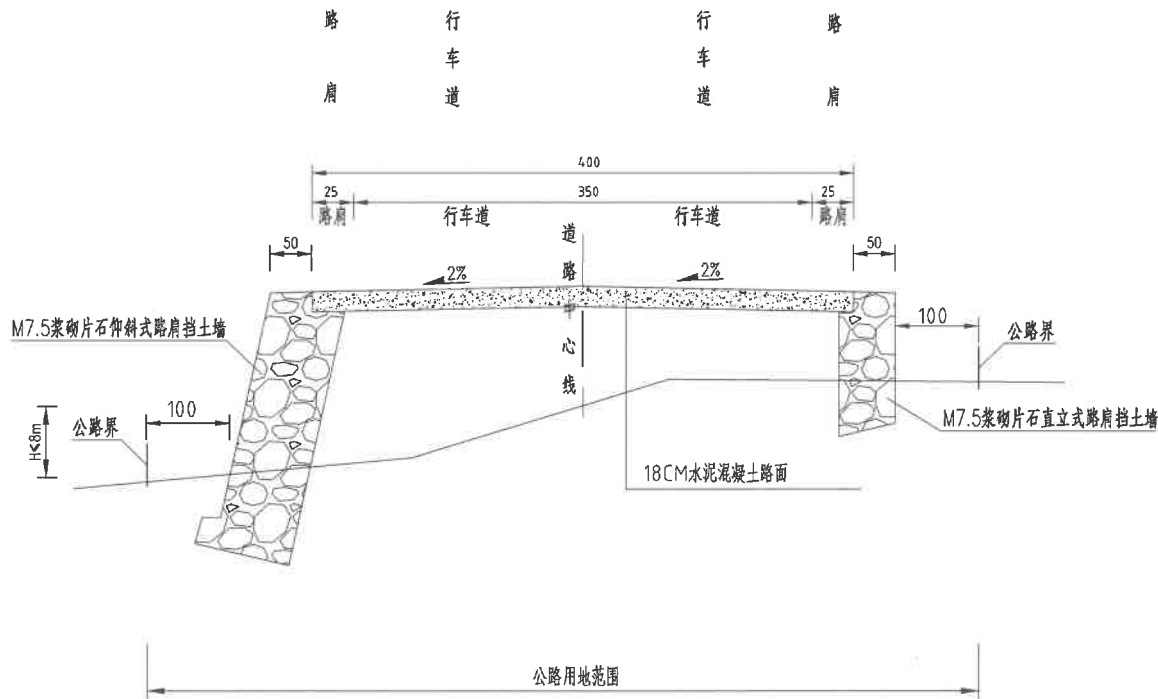 路肩
行车道
行车道
路肩
400
25
350
25
路肩
行车道
行车道
路肩
50
道路中心线
50
2%
2%
M7.5浆砌片石仰斜式路肩挡土墙
100
公路界
100
公路界
H≤8m
M7.5浆砌片石直立式路肩挡土墙
18CM水泥混凝土路面
公路用地范围